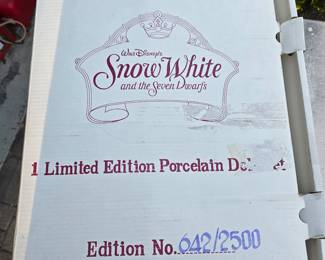 Walt Disney's
Snow White
and the Seven Dwarfs
1 Limited Edition Porcelain
Edition No. 642/2500